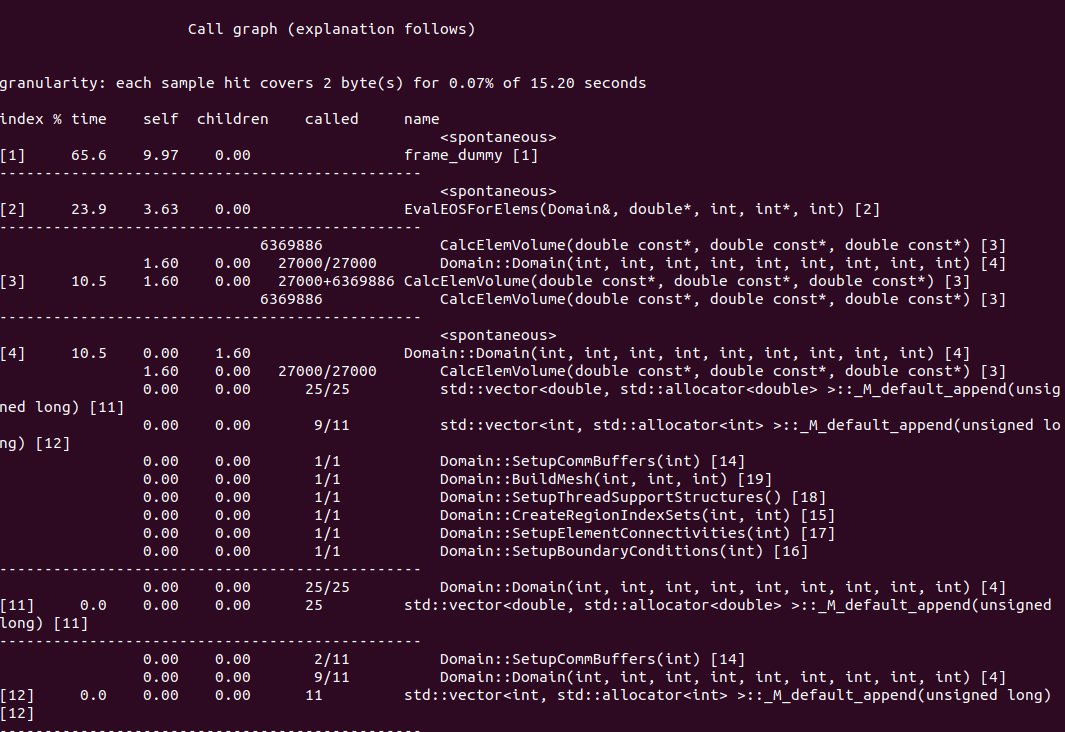 Call graph (explanation follows)
granularity: each sample hit covers 2 byte(s) for 0.07% of 15.20 seconds
index % time    self  children    called     name
                                                 <spontaneous>
[1]     65.6    9.97    0.00                 frame_dummy [1]
-----------------------------------------------
                                                 <spontaneous>
[2]     23.9    3.63    0.00                 EvalEOSForElems(Domain&, double*, int, int*, int) [2]
-----------------------------------------------
                             6369886             CalcElemVolume(double const*, double const*, double const*) [3]
                1.60    0.00   27000/27000       Domain::Domain(int, int, int, int, int, int, int, int, int) [4]
[3]     10.5    1.60    0.00   27000+6369886 CalcElemVolume(double const*, double const*, double const*) [3]
                             6369886             CalcElemVolume(double const*, double const*, double const*) [3]
-----------------------------------------------
                                                 <spontaneous>
[4]     10.5    0.00    1.60                 Domain::Domain(int, int, int, int, int, int, int, int, int) [4]
                1.60    0.00   27000/27000       CalcElemVolume(double const*, double const*, double const*) [3]
                0.00    0.00      25/25          std::vector<double, std::allocator<double> >::_M_default_append(unsig
ned long) [11]
                0.00    0.00       9/11          std::vector<int, std::allocator<int> >::_M_default_append(unsigned lo
ng) [12]
                0.00    0.00       1/1           Domain::SetupCommBuffers(int) [14]
                0.00    0.00       1/1           Domain::BuildMesh(int, int, int) [19]
                0.00    0.00       1/1           Domain::SetupThreadSupportStructures() [18]
                0.00    0.00       1/1           Domain::CreateRegionIndexSets(int, int) [15]
                0.00    0.00       1/1           Domain::SetupElementConnectivities(int) [17]
                0.00    0.00       1/1           Domain::SetupBoundaryConditions(int) [16]
-----------------------------------------------
                0.00    0.00      25/25          Domain::Domain(int, int, int, int, int, int, int, int, int) [4]
[11]     0.0    0.00    0.00      25         std::vector<double, std::allocator<double> >::_M_default_append(unsigned
long) [11]
-----------------------------------------------
                0.00    0.00       2/11          Domain::SetupCommBuffers(int) [14]
                0.00    0.00       9/11          Domain::Domain(int, int, int, int, int, int, int, int, int) [4]
[12]     0.0    0.00    0.00      11         std::vector<int, std::allocator<int> >::_M_default_append(unsigned long)
[12]
-----------------------------------------------